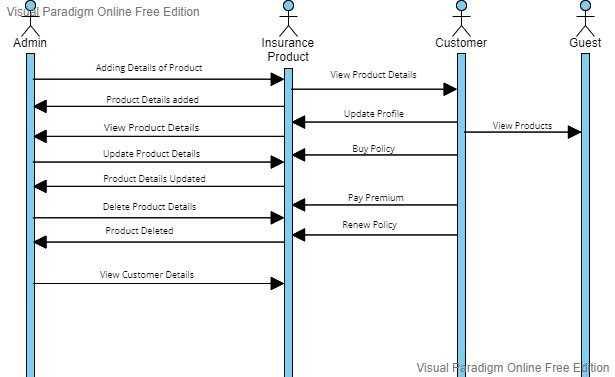 Visual Paradigm Online Free Edition
Admin
Insurance
Product
Customer
Guest
Adding Details of Product
View Product Details
Product Details added
Update Profile
View Product Details
View Products
Update Product Details
Buy Policy
Product Details Updated
Pay Premium
Delete Product Details
Renew Policy
Product Deleted
View Customer Details
Visual Paradigm Online Free Edition